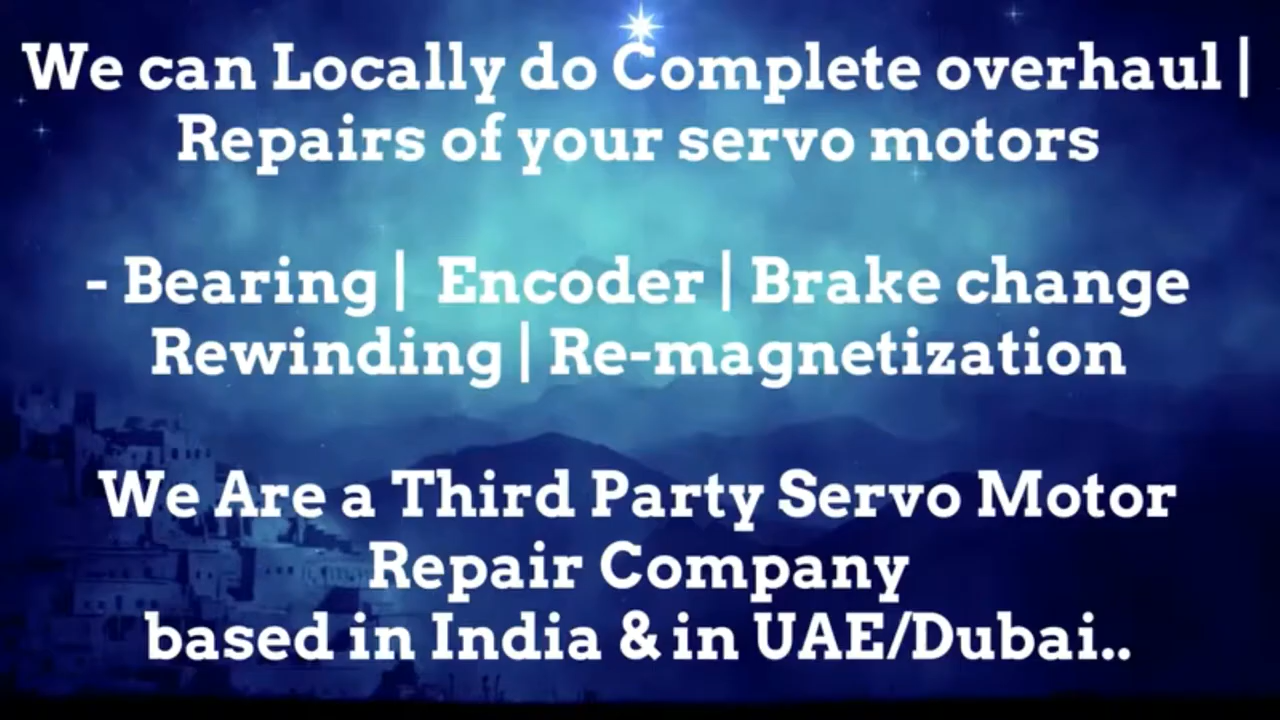 We can Locally do Complete overhaul |
Repairs of your servo motors
- Bearing | Encoder | Brake change
Rewinding | Re-magnetization
We Are a Third Party Servo Motor
Repair Company
based in India & in UAE/Dubai..